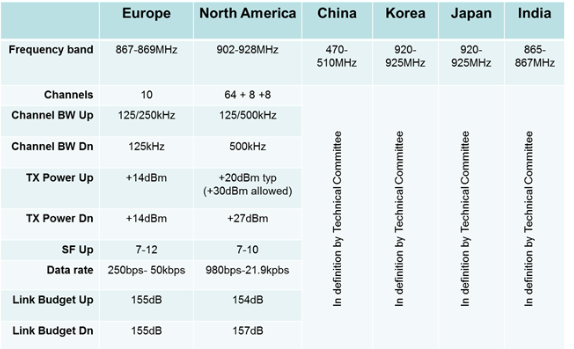 Europe North America China Korea Japan India
Frequency band 867-869MHz 902-928MHz 470- 920- 920- 865-
510MHz 925MHz 925MHz 867MHz
Channels 10 64 + 8 +8
Channel BW Up 125/250kHz 125/500kHz
Channel BW Dn 125kHz 500kHz
TX Power Up +14dBm +20dBm typ
(+30dBm allowed)
TX Power Dn +14dBm +27dBm
SF Up 7-12 7-10
Data rate 250bps- 50kbps 980bps-21.9kpbs
Link Budget Up 155dB 154dB
Link Budget Dn 155dB 157dB
In definition by Technical Committee
In definition by Technical Committee
In definition by Technical Committee
In definition by Technical Committee